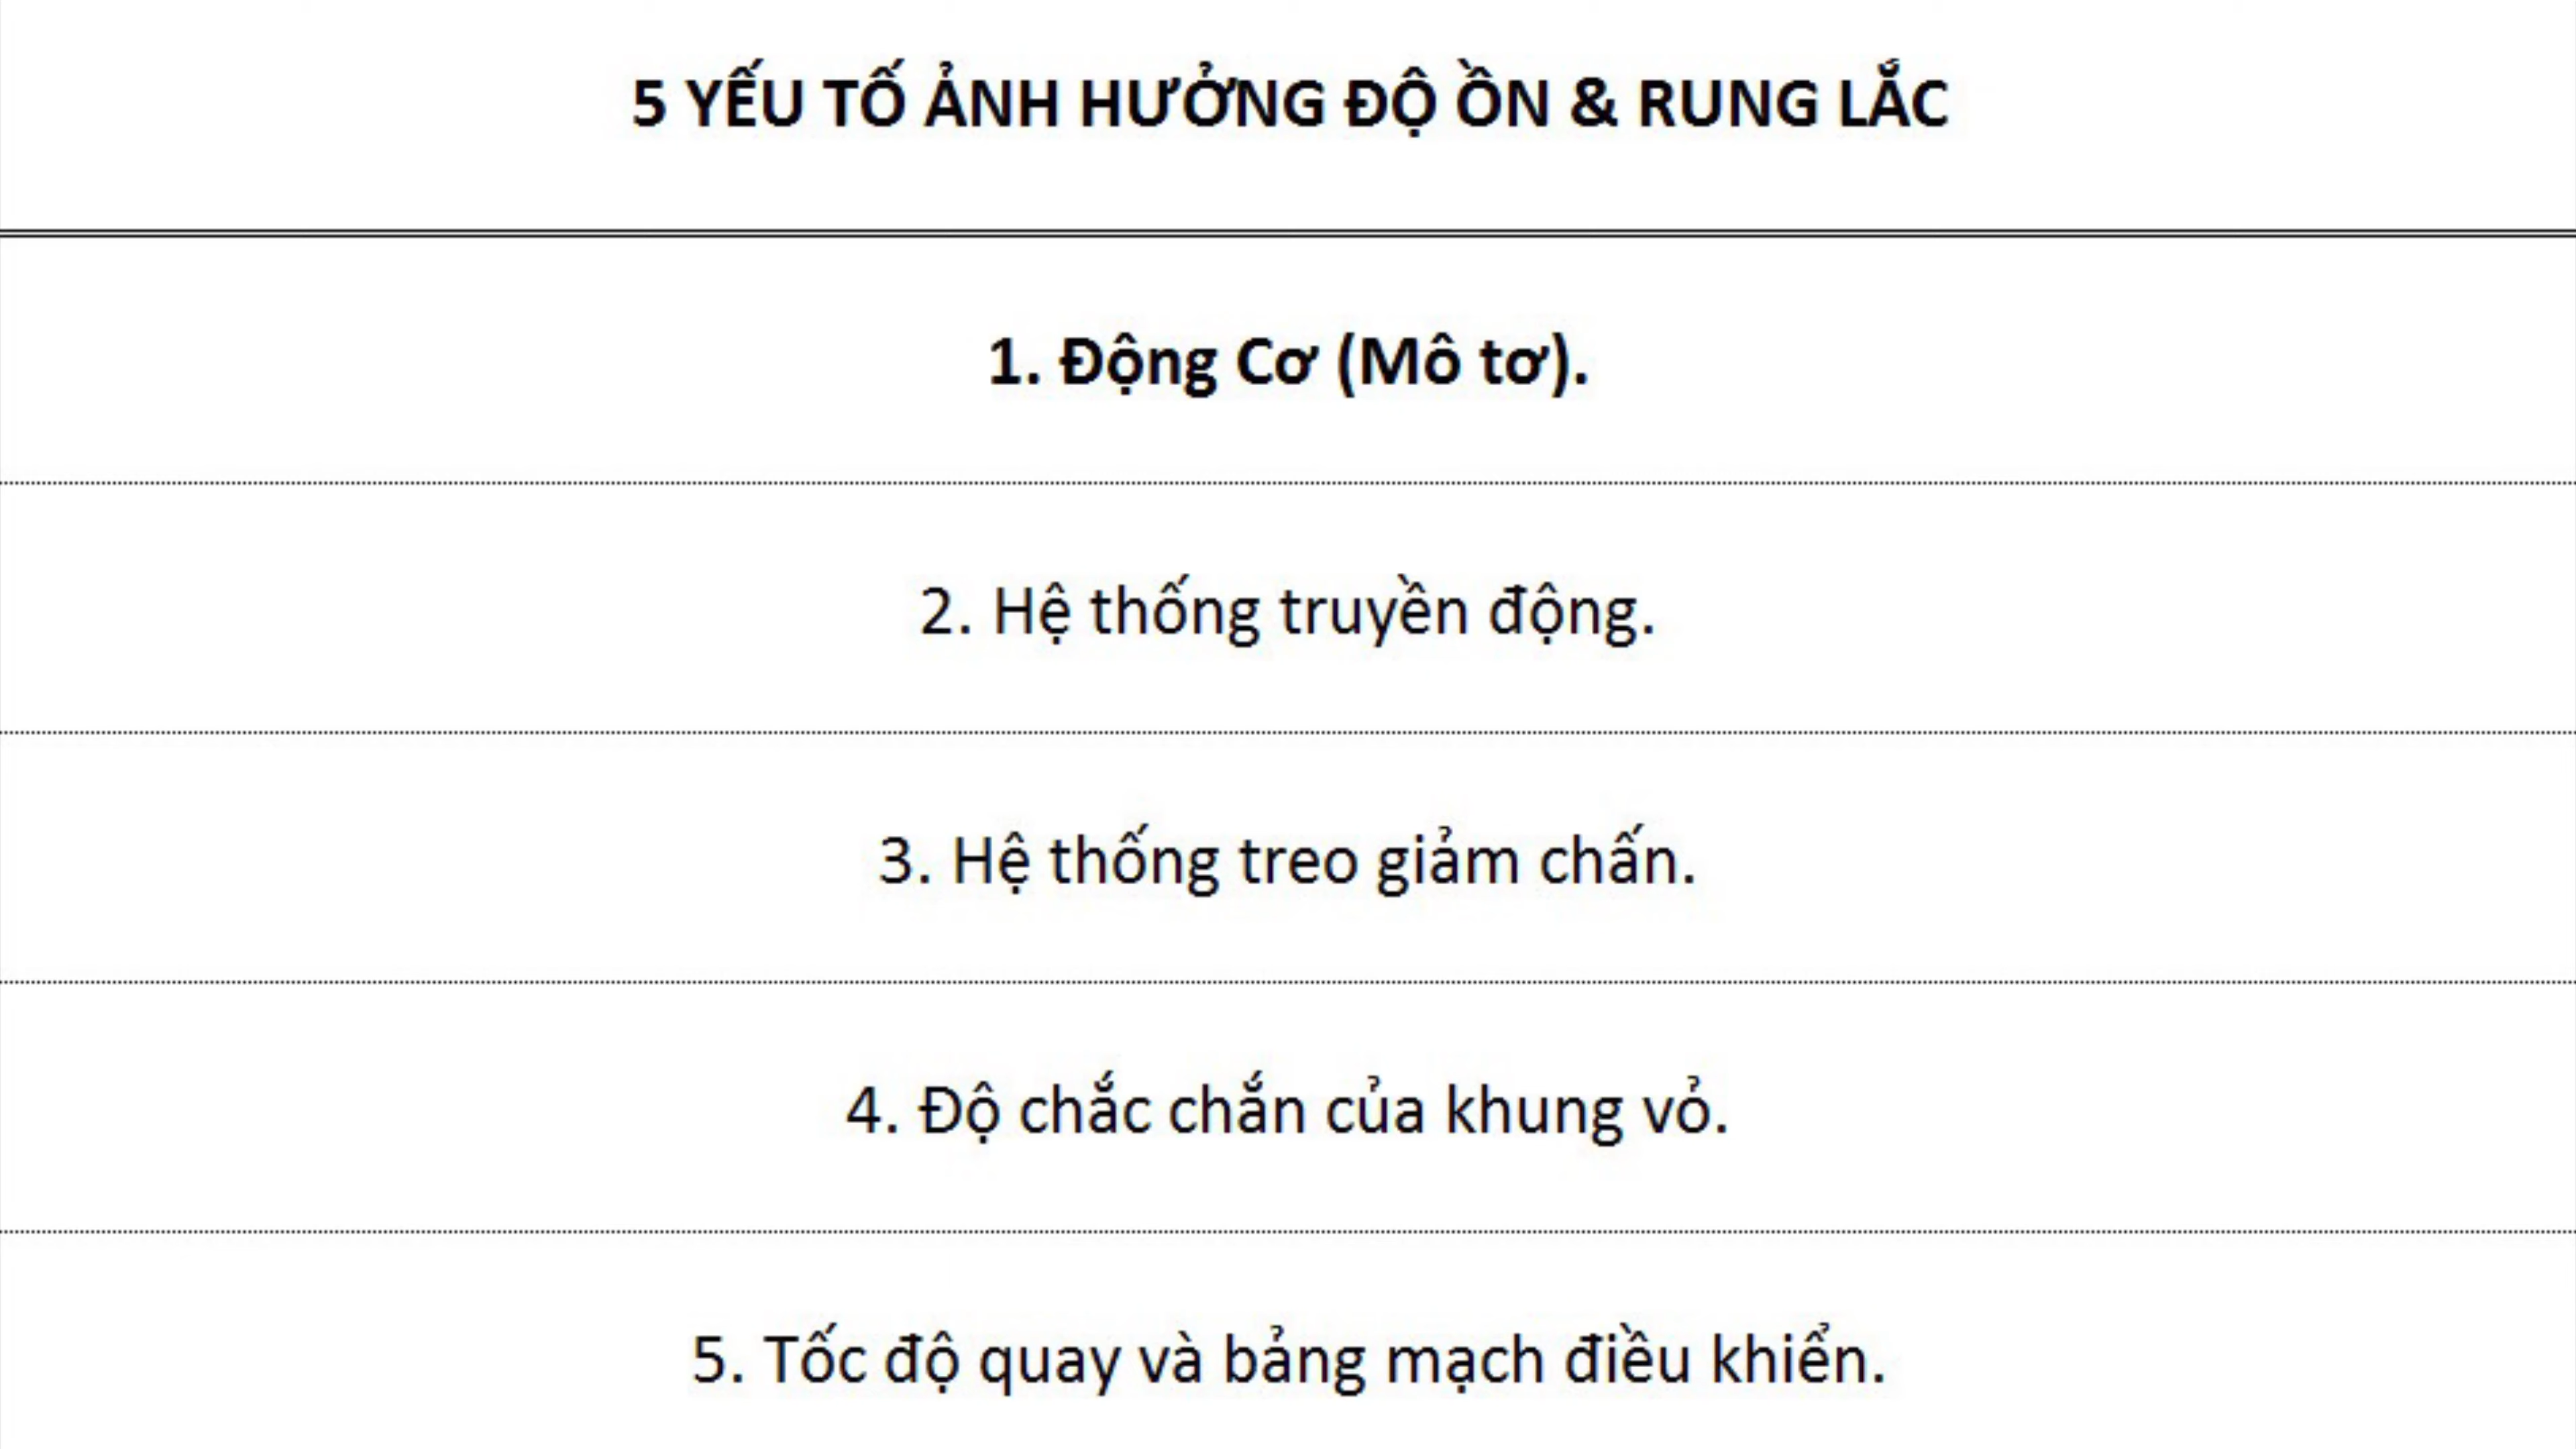 5 YẾU TỐ ẢNH HƯỞNG ĐỘ ỒN & RUNG LẮC
1. Động Cơ (Mô tơ).
2. Hệ thống truyền động.
3. Hệ thống treo giảm chấn.
4. Độ chắc chắn của khung vỏ.
5. Tốc độ quay và bảng mạch điều khiển.